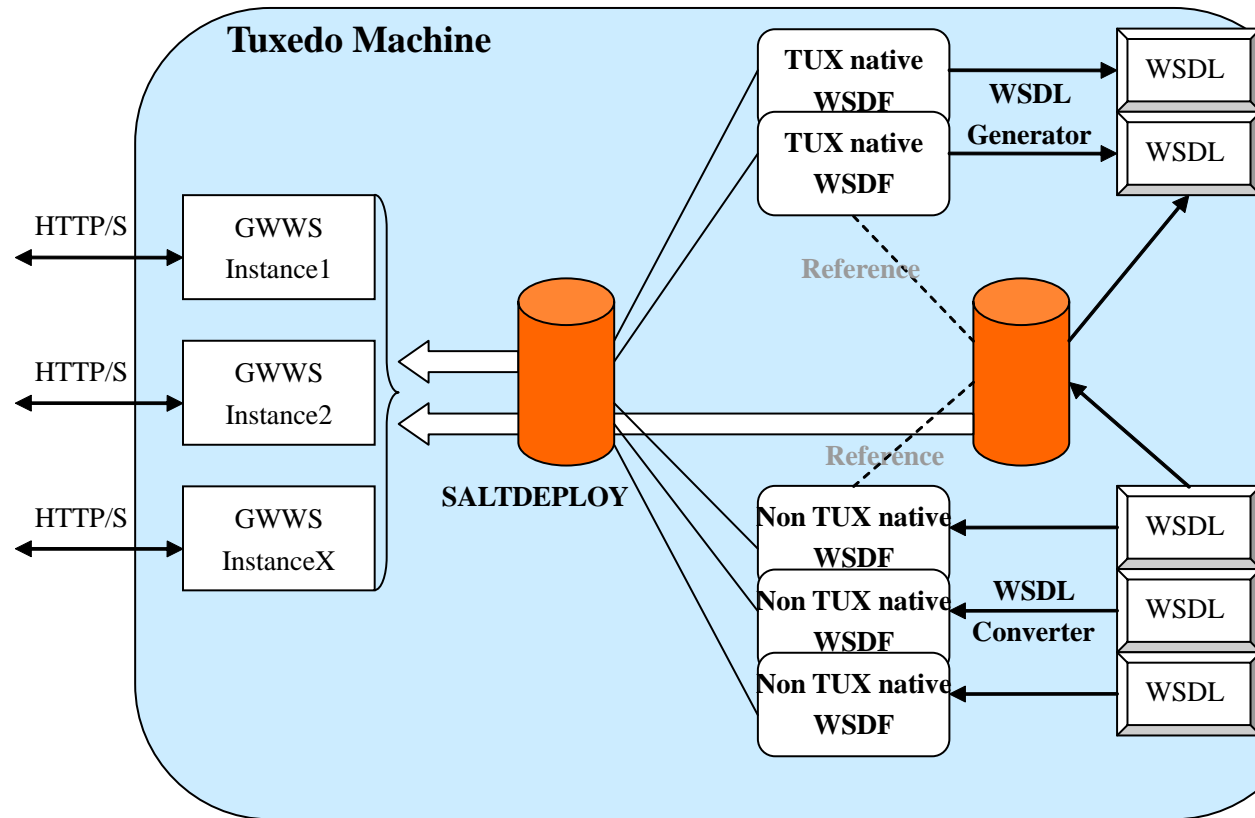 Tuxedo Machine
TUX native
WSDF
TUX native
WSDF
WSDL
Generator
WSDL
WSDL
HTTP/S
GWWS
Instance1
HTTP/S
GWWS
Instance2
HTTP/S
GWWS
InstanceX
SALTDEPLOY
Reference
Reference
Non TUX native
WSDF
Non TUX native
WSDF
Non TUX native
WSDF
WSDL
Converter
WSDL
WSDL
WSDL